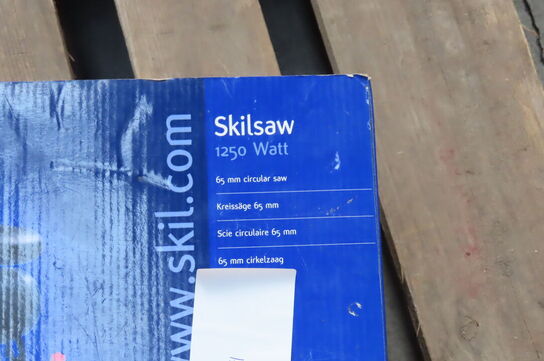 Skilsaw
1250 Watt
65 mm circular saw
Kreissäge 65 mm
Scie circulaire 65 mm
65 mm cirkelzaag
www.skil.com